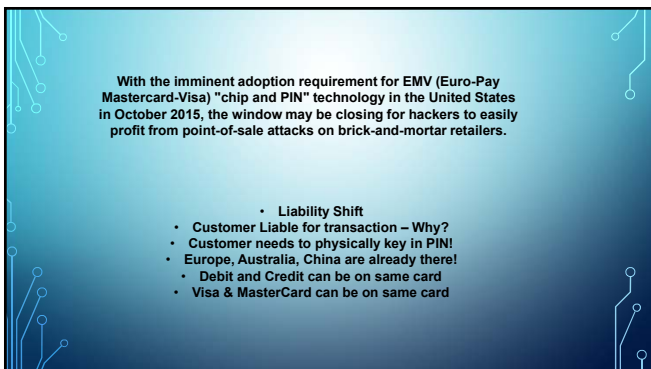 With the imminent adoption requirement for EMV (Euro-Pay
Mastercard-Visa) "chip and PIN" technology in the United States
in October 2015, the window may be closing for hackers to easily
profit from point-of-sale attacks on brick-and-mortar retailers.
• Liability Shift
• Customer Liable for transaction – Why?
• Customer needs to physically key in PIN!
• Europe, Australia, China are already there!
• Debit and Credit can be on same card
• Visa & MasterCard can be on same card